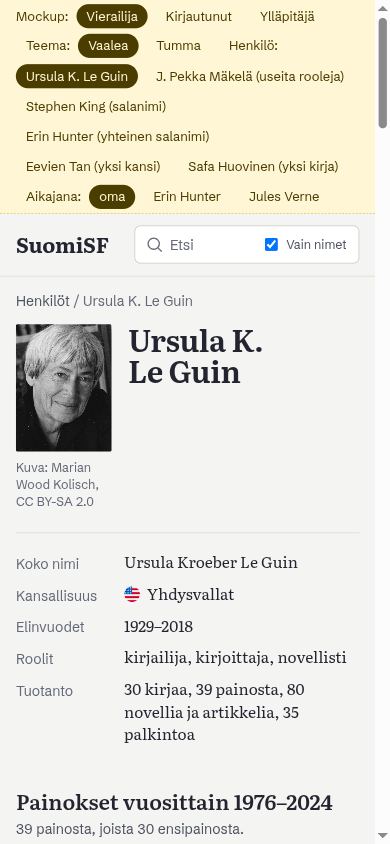 Mockup: Vierailija Kirjautunut Ylläpitäjä
Teema: Vaalea Tumma Henkilö:
Ursula K. Le Guin J. Pekka Mäkelä (useita rooleja)
Stephen King (salanimi)
Erin Hunter (yhteinen salanimi)
Eevien Tan (yksi kansi) Safa Huovinen (yksi kirja)
Aikajana: oma Erin Hunter Jules Verne
SuomiSF Etsi Vain nimet
Henkilöt / Ursula K. Le Guin
Ursula K.
Le Guin
Kuva: Marian
Wood Kolisch,
CC BY-SA 2.0
Koko nimi Ursula Kroeber Le Guin
Kansallisuus Yhdysvallat
Elinvuodet 1929–2018
Roolit kirjailija, kirjoittaja, novellisti
Tuotanto 30 kirjaa, 39 painosta, 80
novellia ja artikkelia, 35
palkintoa
Painokset vuosittain 1976–2024
39 painosta, joista 30 ensipainosta.